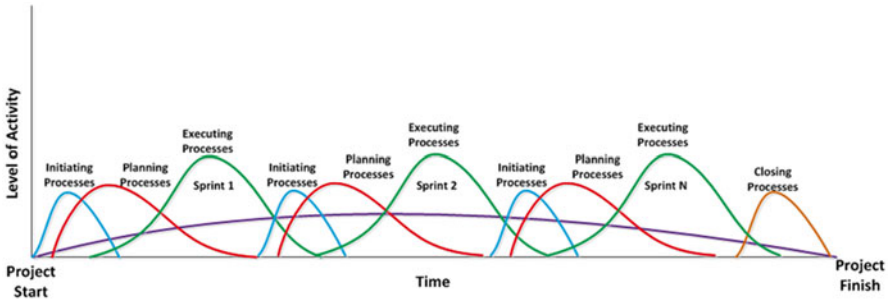 Level of Activity
Initiating
Processes
Planning
Processes
Executing
Processes
Sprint 1
Initiating
Processes
Planning
Processes
Executing
Processes
Sprint 2
Initiating
Processes
Planning
Processes
Executing
Processes
Sprint N
Closing
Processes
Project
Start
Time
Project
Finish